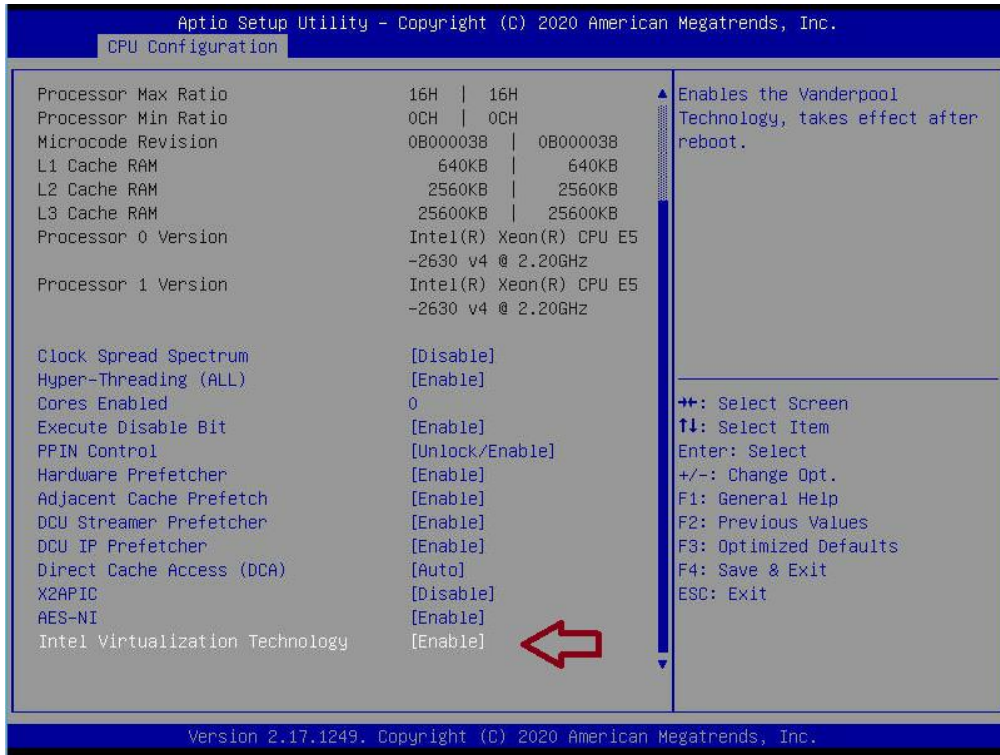 Aptio Setup Utility – Copyright (C) 2020 American Megatrends, Inc.
CPU Configuration
Processor Max Ratio 16H | 16H
Processor Min Ratio 0CH | 0CH
Microcode Revision 0B000038 | 0B000038
L1 Cache RAM 640KB | 640KB
L2 Cache RAM 2560KB | 2560KB
L3 Cache RAM 25600KB | 25600KB
Processor 0 Version Intel(R) Xeon(R) CPU E5
-2630 v4 @ 2.20GHz
Processor 1 Version Intel(R) Xeon(R) CPU E5
-2630 v4 @ 2.20GHz
Clock Spread Spectrum [Disable]
Hyper-Threading (ALL) [Enable]
Cores Enabled 0
Execute Disable Bit [Enable]
PPIN Control [Unlock/Enable]
Hardware Prefetcher [Enable]
Adjacent Cache Prefetch [Enable]
DCU Streamer Prefetcher [Enable]
DCU IP Prefetcher [Enable]
Direct Cache Access (DCA) [Auto]
X2APIC [Disable]
AES-NI [Enable]
Intel Virtualization Technology [Enable]
Enables the Vanderpool
Technology, takes effect after
reboot.
→←: Select Screen
↑↓: Select Item
Enter: Select
+/-: Change Opt.
F1: General Help
F2: Previous Values
F3: Optimized Defaults
F4: Save & Exit
ESC: Exit
Version 2.17.1249. Copyright (C) 2020 American Megatrends, Inc.